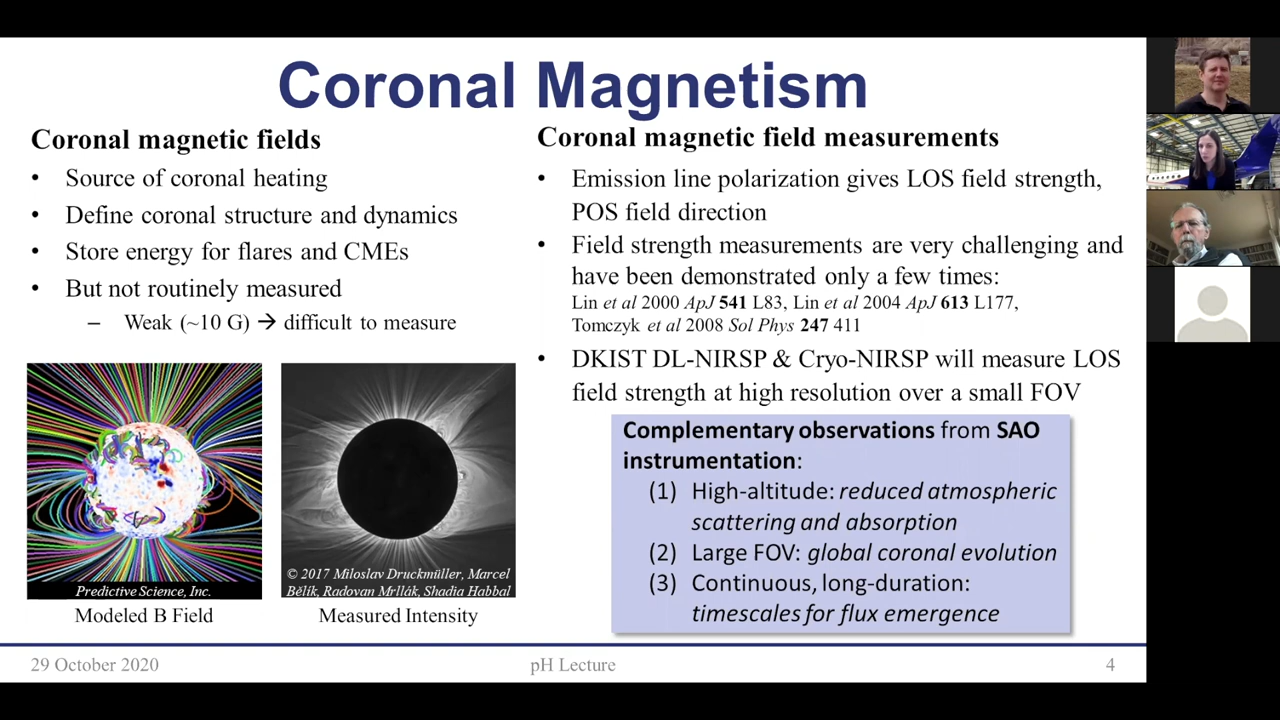 Coronal Magnetism
Coronal magnetic fields
• Source of coronal heating
• Define coronal structure and dynamics
• Store energy for flares and CMEs
• But not routinely measured
– Weak (~10 G) → difficult to measure
Predictive Science, Inc.
Modeled B Field
© 2017 Miloslav Druckmüller, Marcel
Bělík, Radovan Mrllák, Shadia Habbal
Measured Intensity
Coronal magnetic field measurements
• Emission line polarization gives LOS field strength,
POS field direction
• Field strength measurements are very challenging and
have been demonstrated only a few times:
Lin et al 2000 ApJ 541 L83, Lin et al 2004 ApJ 613 L177,
Tomczyk et al 2008 Sol Phys 247 411
• DKIST DL-NIRSP & Cryo-NIRSP will measure LOS
field strength at high resolution over a small FOV
Complementary observations from SAO
instrumentation:
(1) High-altitude: reduced atmospheric
scattering and absorption
(2) Large FOV: global coronal evolution
(3) Continuous, long-duration:
timescales for flux emergence
29 October 2020
pH Lecture
4